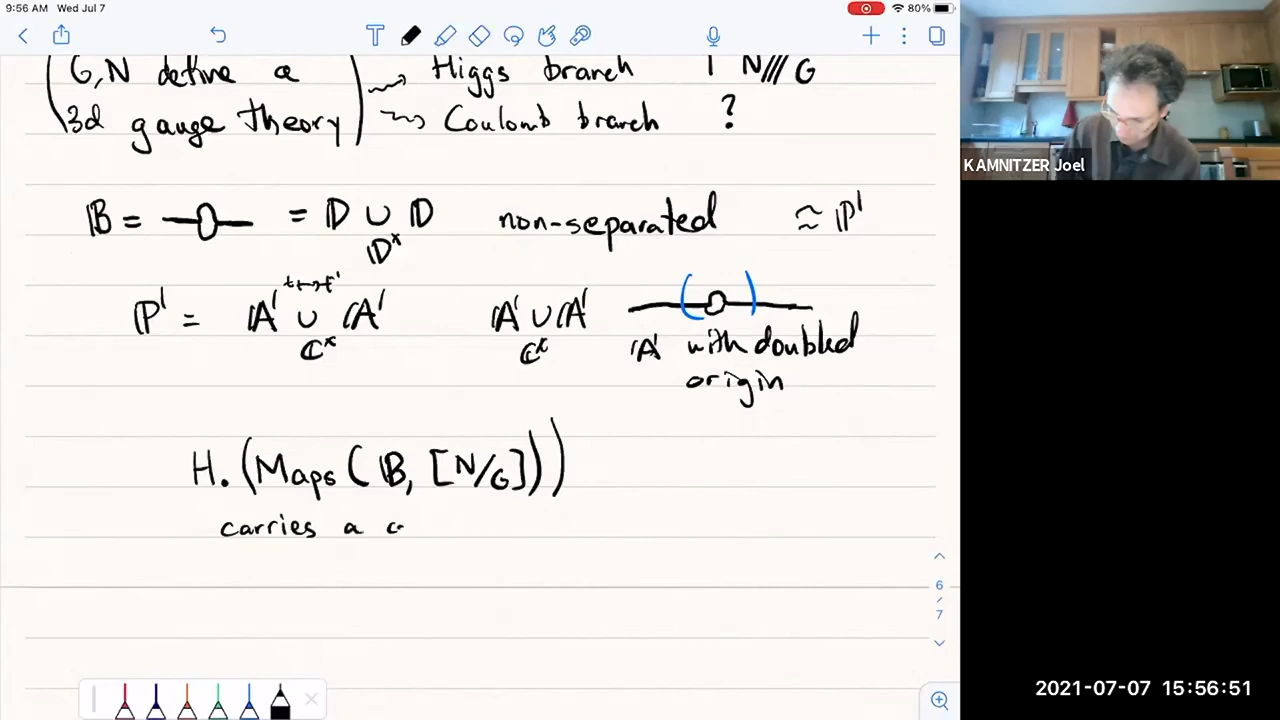 9:56 AM Wed Jul 7
80%
G, N define a
3d gauge theory
Higgs branch
N///G
Coulomb branch
?
𝔹 = = 𝔻 ∪ 𝔻 non-separated ≈ ℙ¹
𝔻ˣ
ℙ¹ = 𝔸¹ ∪ 𝔸¹ 𝔸¹ ∪ 𝔸¹
ℂˣ ℂˣ
𝔸¹ with doubled
origin
H.(Maps(𝔹, [N/G]))
carries a c
6
7
KAMNITZER Joel
2021-07-07 15:56:51